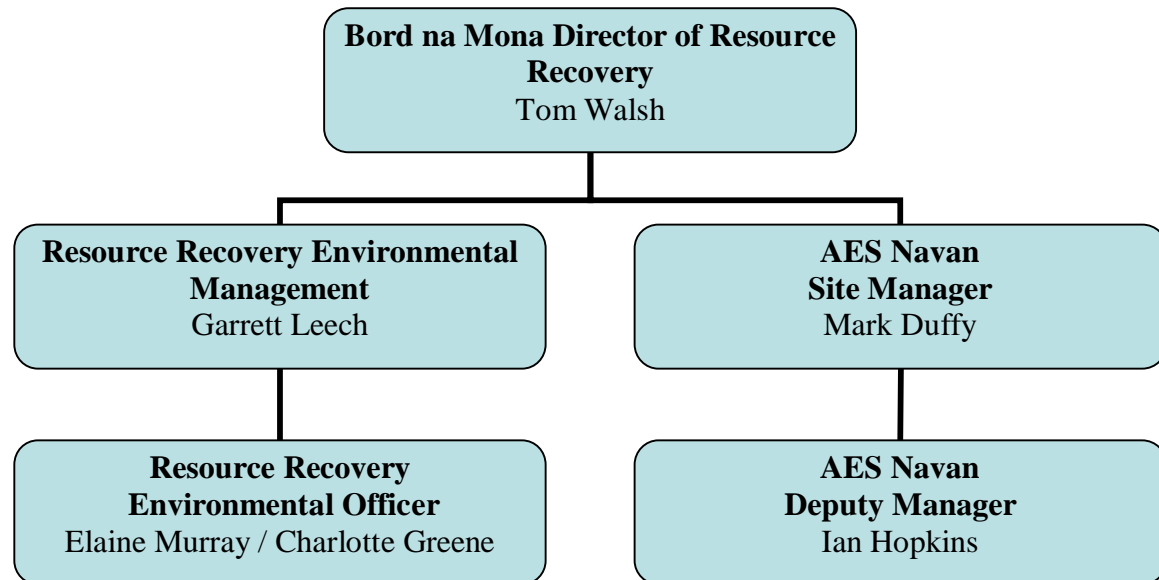 Bord na Mona Director of Resource
Recovery
Tom Walsh
Resource Recovery Environmental
Management
Garrett Leech
AES Navan
Site Manager
Mark Duffy
Resource Recovery
Environmental Officer
Elaine Murray / Charlotte Greene
AES Navan
Deputy Manager
Ian Hopkins